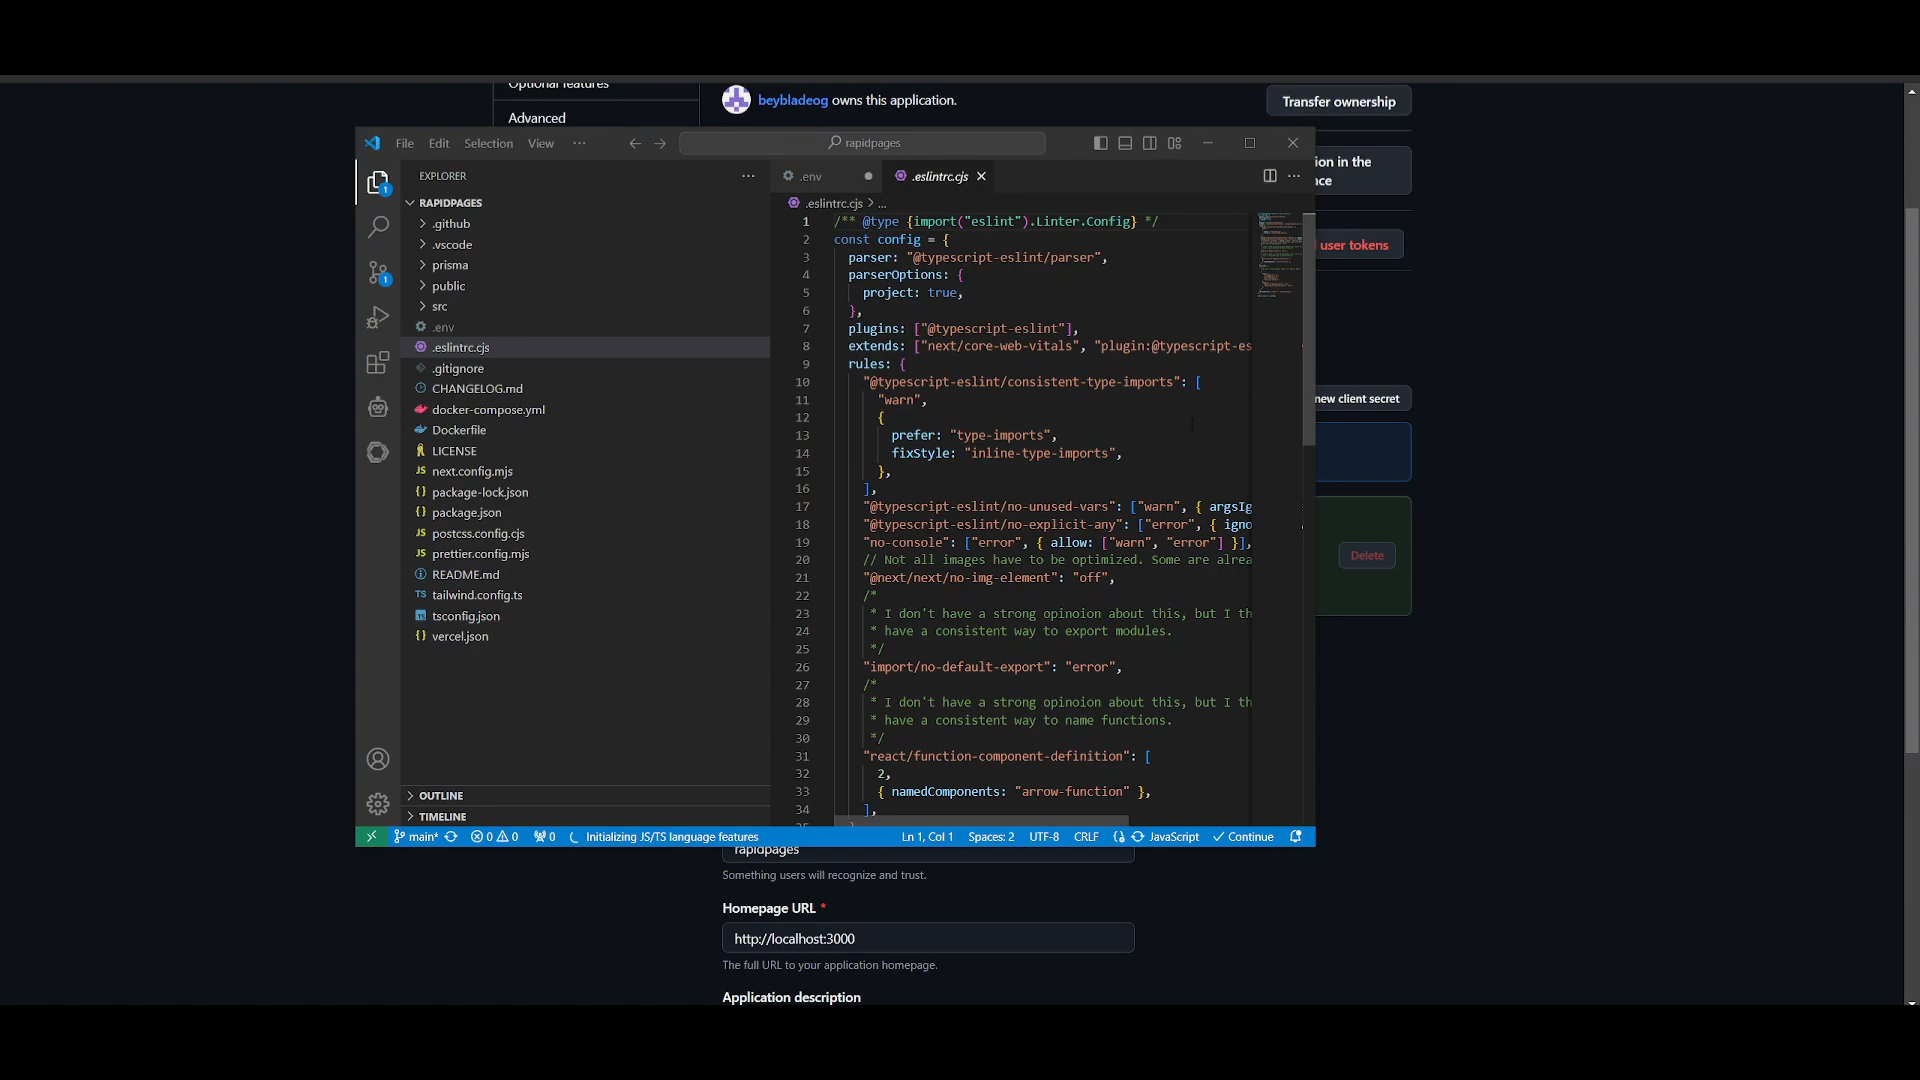 Optional features
Advanced
beybladeog owns this application.
Transfer ownership
File Edit Selection View ···
rapidpages
EXPLORER
RAPIDPAGES
.github
.vscode
prisma
public
src
.env
.eslintrc.cjs
.gitignore
CHANGELOG.md
docker-compose.yml
Dockerfile
LICENSE
next.config.mjs
package-lock.json
package.json
postcss.config.cjs
prettier.config.mjs
README.md
tailwind.config.ts
tsconfig.json
vercel.json
OUTLINE
TIMELINE
.env
.eslintrc.cjs
.eslintrc.cjs > ...
1 /** @type {import("eslint").Linter.Config} */
2 const config = {
3 parser: "@typescript-eslint/parser",
4 parserOptions: {
5 project: true,
6 },
7 plugins: ["@typescript-eslint"],
8 extends: ["next/core-web-vitals", "plugin:@typescript-es
9 rules: {
10 "@typescript-eslint/consistent-type-imports": [
11 "warn",
12 {
13 prefer: "type-imports",
14 fixStyle: "inline-type-imports",
15 },
16 ],
17 "@typescript-eslint/no-unused-vars": ["warn", { argsIg
18 "@typescript-eslint/no-explicit-any": ["error", { igno
19 "no-console": ["error", { allow: ["warn", "error"] }],
20 // Not all images have to be optimized. Some are alrea
21 "@next/next/no-img-element": "off",
22 /*
23 * I don't have a strong opinoion about this, but I th
24 * have a consistent way to export modules.
25 */
26 "import/no-default-export": "error",
27 /*
28 * I don't have a strong opinoion about this, but I th
29 * have a consistent way to name functions.
30 */
31 "react/function-component-definition": [
32 2,
33 { namedComponents: "arrow-function" },
34 ],
main* 0 0 0 Initializing JS/TS language features Ln 1, Col 1 Spaces: 2 UTF-8 CRLF JavaScript Continue
ion in the
ace
user tokens
new client secret
Delete
rapidpages
Something users will recognize and trust.
Homepage URL *
http://localhost:3000
The full URL to your application homepage.
Application description